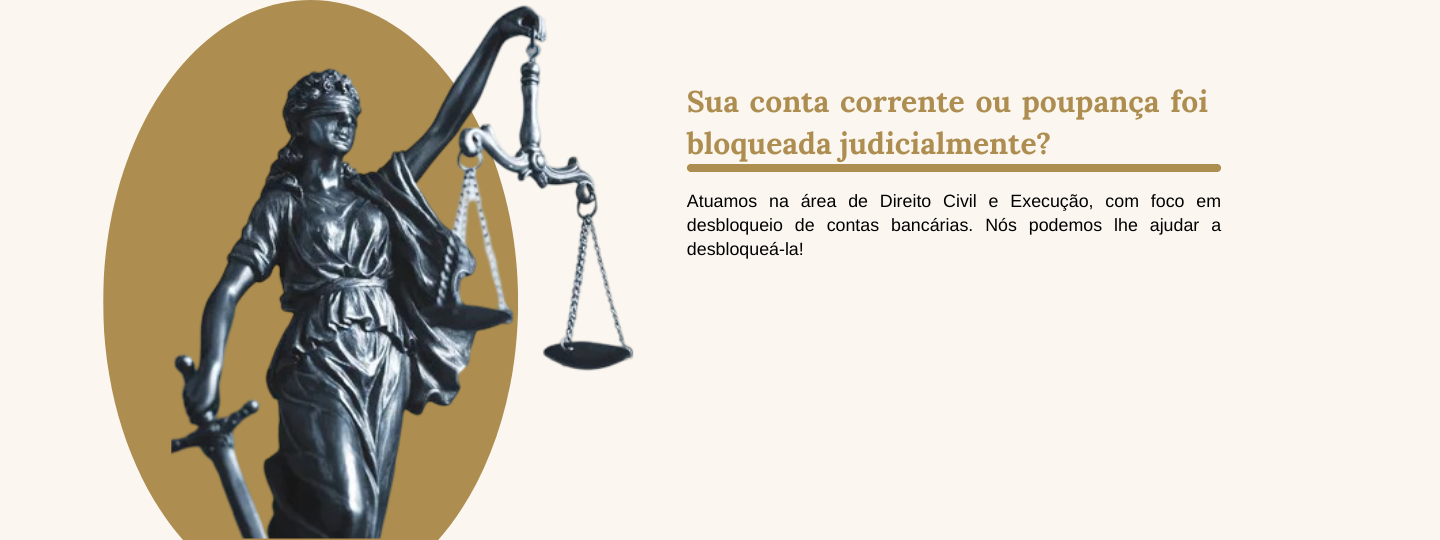 Sua conta corrente ou poupança foi
bloqueada judicialmente?
Atuamos na área de Direito Civil e Execução, com foco em
desbloqueio de contas bancárias. Nós podemos lhe ajudar a
desbloqueá-la!